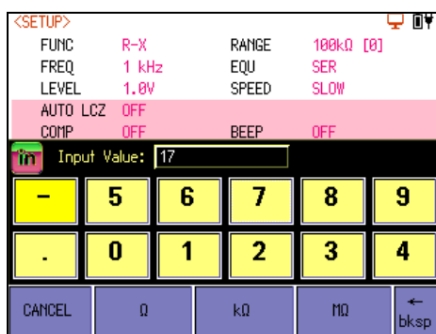 <SETUP>
FUNC R-X RANGE 100kΩ [0]
FREQ 1 kHz EQU SER
LEVEL 1.0V SPEED SLOW
AUTO LCZ OFF
COMP OFF BEEP OFF
in Input Value: 17
- 5 6 7 8 9
. 0 1 2 3 4
CANCEL Ω kΩ MΩ ← bksp